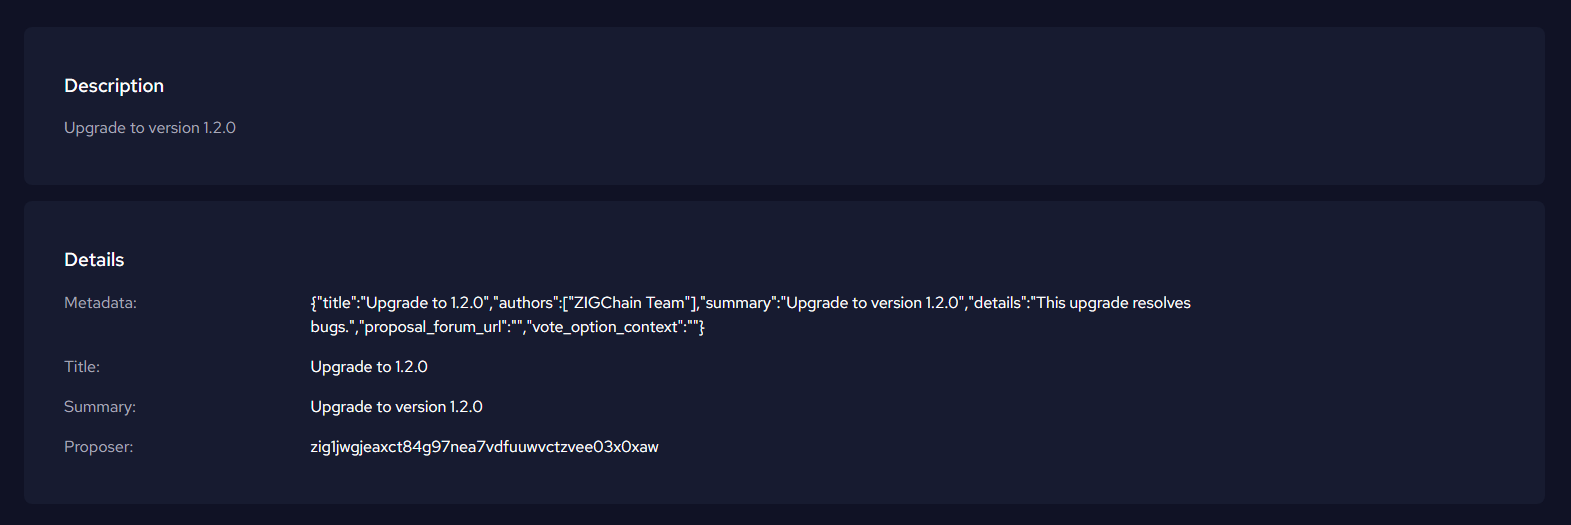 Description
Upgrade to version 1.2.0
Details
Metadata: {"title":"Upgrade to 1.2.0","authors":["ZIGChain Team"],"summary":"Upgrade to version 1.2.0","details":"This upgrade resolves
bugs.","proposal_forum_url":"","vote_option_context":""}
Title: Upgrade to 1.2.0
Summary: Upgrade to version 1.2.0
Proposer: zig1jwgjeaxct84g97nea7vdfuuwvctzvee03x0xaw